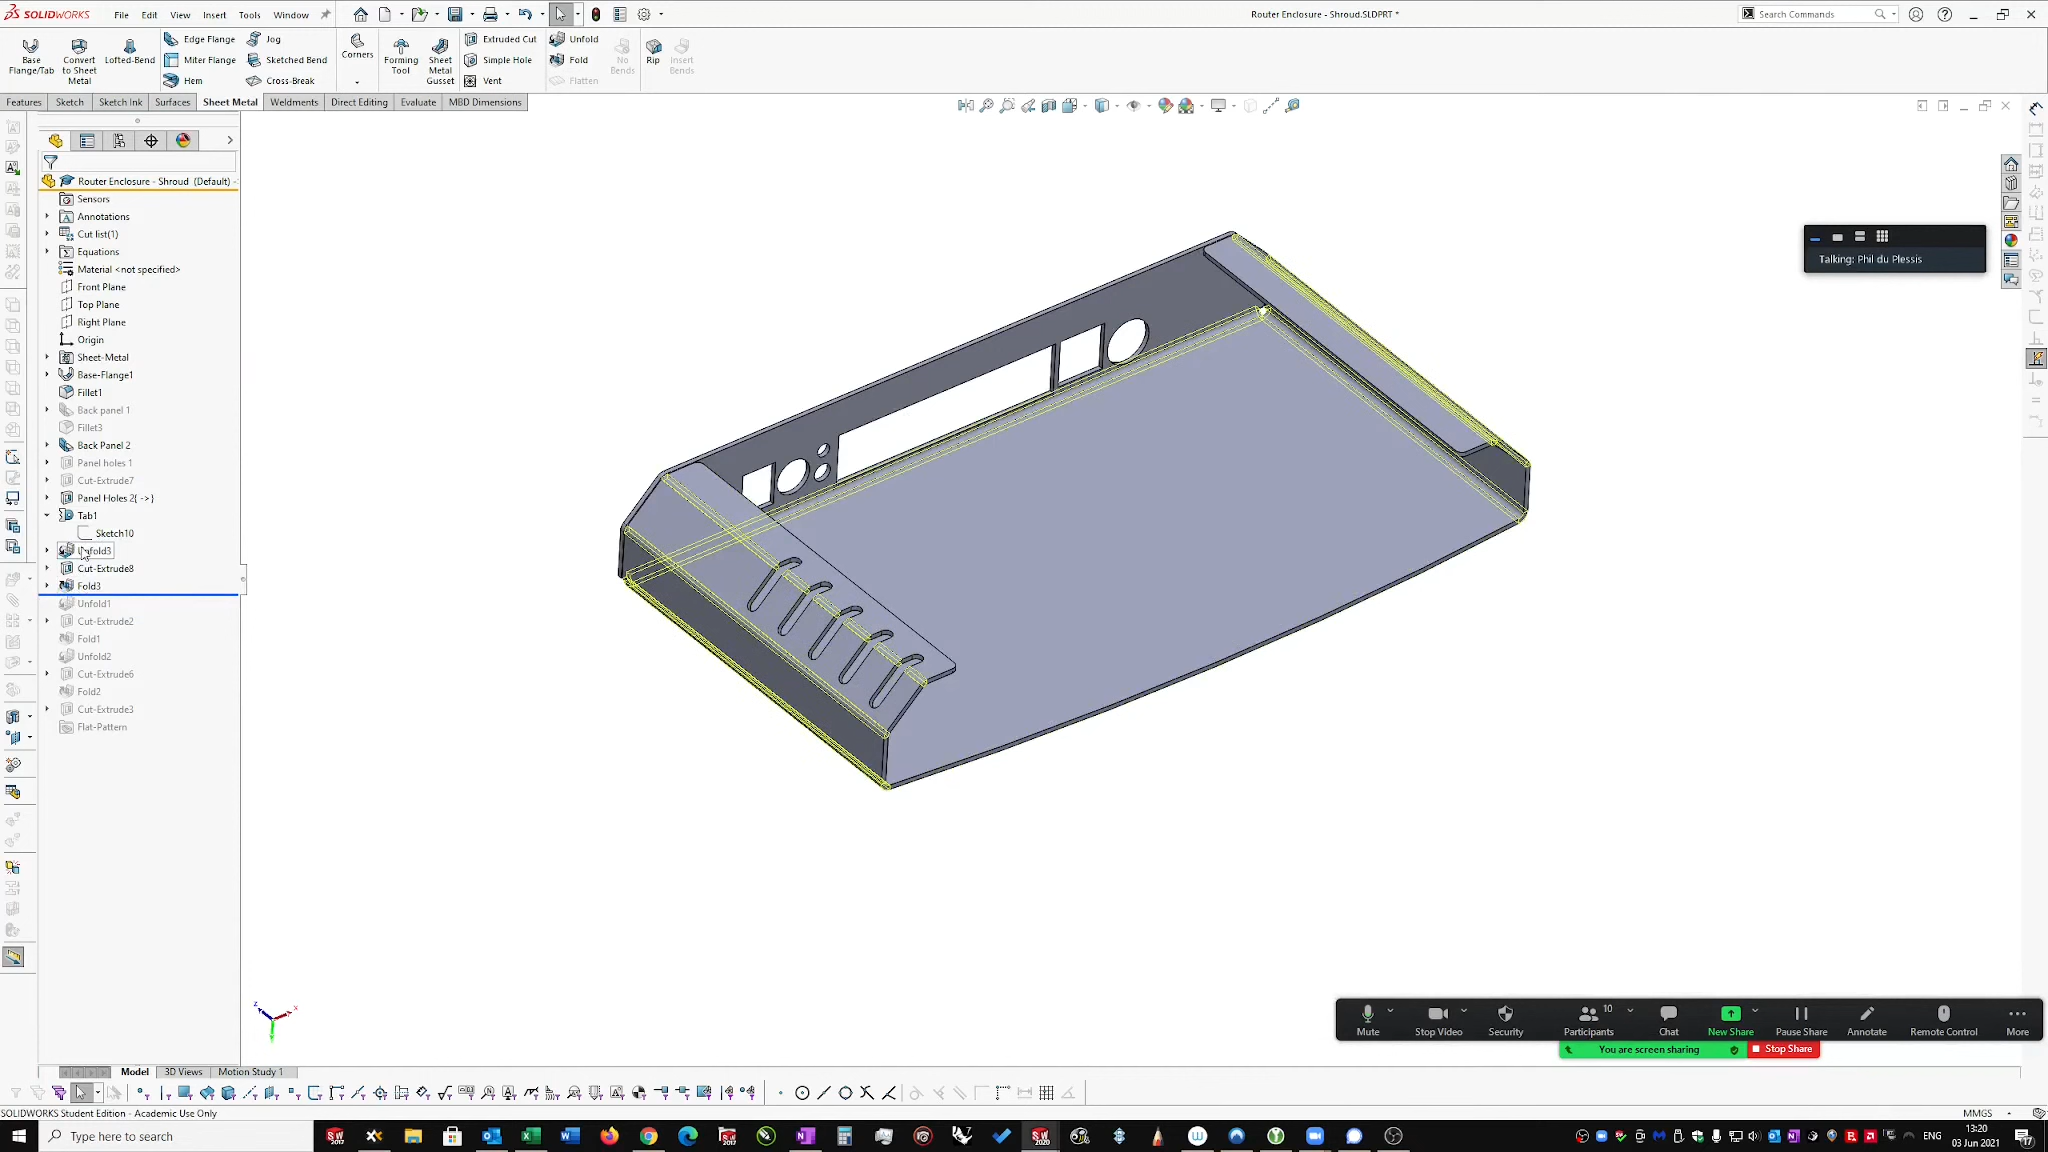 SOLIDWORKS
File Edit View Insert Tools Window
Router Enclosure - Shroud.SLDPRT *
Search Commands
Base Flange/Tab
Convert to Sheet Metal
Lofted-Bend
Edge Flange
Miter Flange
Hem
Jog
Sketched Bend
Cross-Break
Corners
Forming Tool
Sheet Metal Gusset
Extruded Cut
Simple Hole
Vent
Unfold
Fold
Flatten
No Bends
Rip
Insert Bends
Features Sketch Sketch Ink Surfaces Sheet Metal Weldments Direct Editing Evaluate MBD Dimensions
Router Enclosure - Shroud (Default) -
Sensors
Annotations
Cut list(1)
Equations
Material <not specified>
Front Plane
Top Plane
Right Plane
Origin
Sheet-Metal
Base-Flange1
Fillet1
Back panel 1
Fillet3
Back Panel 2
Panel holes 1
Cut-Extrude7
Panel Holes 2{ ->}
Tab1
Sketch10
Unfold3
Cut-Extrude8
Fold3
Unfold1
Cut-Extrude2
Fold1
Unfold2
Cut-Extrude6
Fold2
Cut-Extrude3
Flat-Pattern
Talking: Phil du Plessis
Mute Stop Video Security Participants 10 Chat New Share Pause Share Annotate Remote Control More
You are screen sharing Stop Share
Model 3D Views Motion Study 1
SOLIDWORKS Student Edition - Academic Use Only
MMGS
Type here to search
ENG
13:20
03 Jun 2021